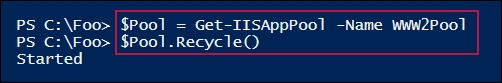 PS C:\Foo> $Pool = Get-IISAppPool -Name WWW2Pool
PS C:\Foo> $Pool.Recycle()
Started